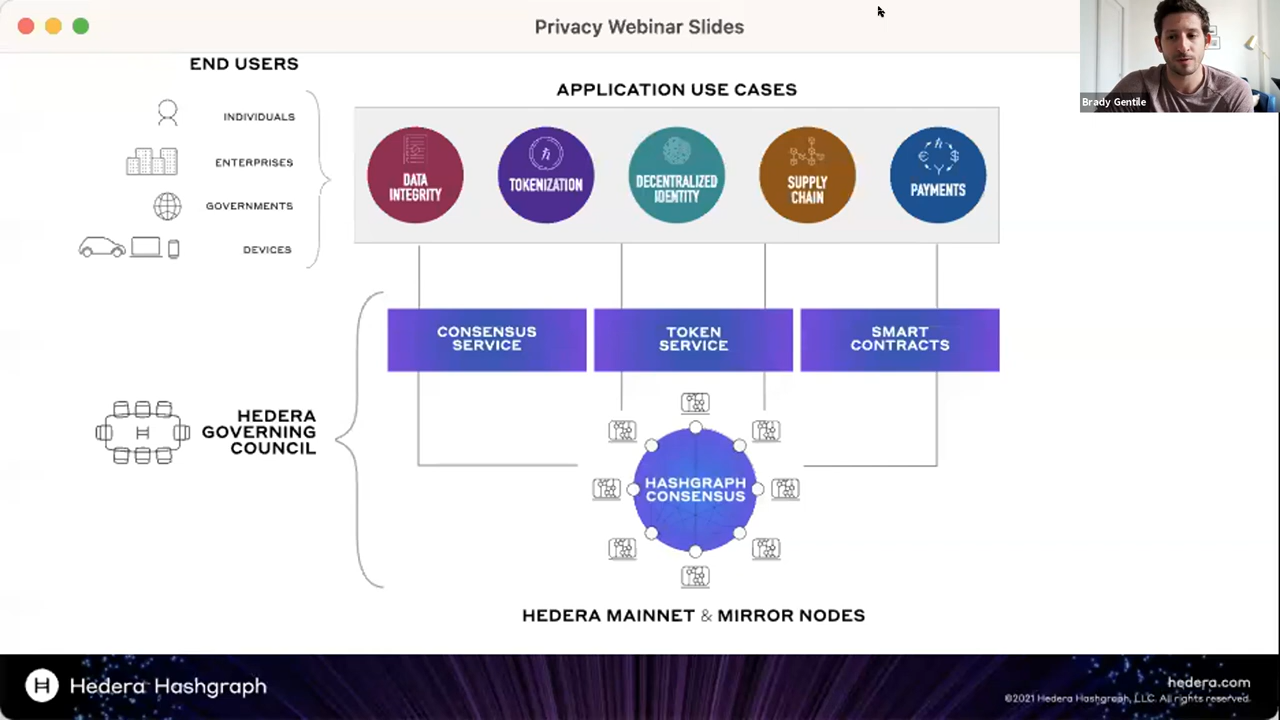 Privacy Webinar Slides
Brady Gentile
END USERS
INDIVIDUALS
ENTERPRISES
GOVERNMENTS
DEVICES
APPLICATION USE CASES
DATA
INTEGRITY
TOKENIZATION
DECENTRALIZED
IDENTITY
SUPPLY
CHAIN
PAYMENTS
CONSENSUS
SERVICE
TOKEN
SERVICE
SMART
CONTRACTS
HEDERA
GOVERNING
COUNCIL
HASHGRAPH
CONSENSUS
HEDERA MAINNET & MIRROR NODES
H Hedera Hashgraph
hedera.com
©2021 Hedera Hashgraph, LLC. All rights reserved.